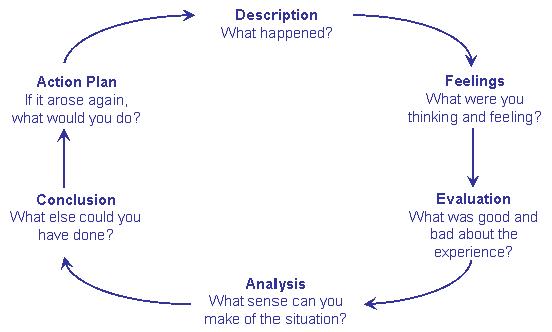 Description
What happened?
Feelings
What were you
thinking and feeling?
Evaluation
What was good and
bad about the
experience?
Analysis
What sense can you
make of the situation?
Conclusion
What else could you
have done?
Action Plan
If it arose again,
what would you do?